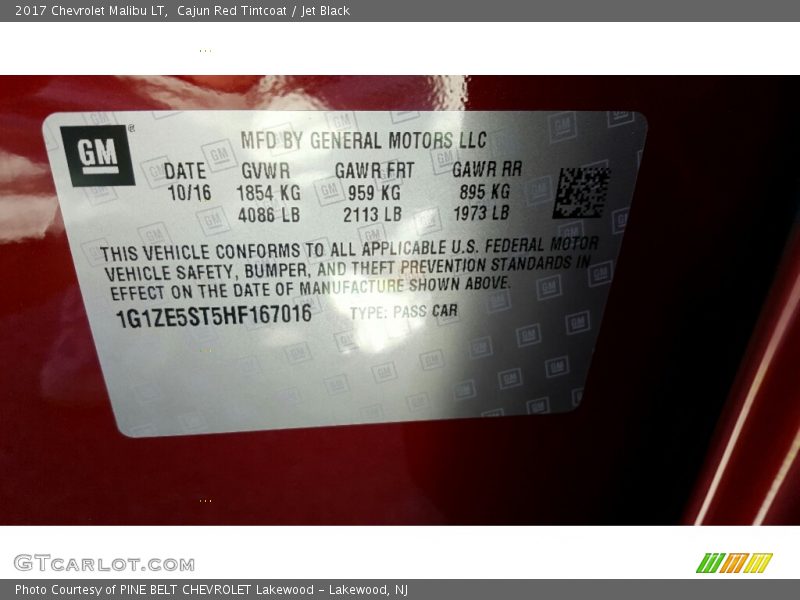 2017 Chevrolet Malibu LT, Cajun Red Tintcoat / Jet Black
GM
MFD BY GENERAL MOTORS LLC
DATE GVWR GAWR FRT GAWR RR
10/16 1854 KG 959 KG 895 KG
4086 LB 2113 LB 1973 LB
THIS VEHICLE CONFORMS TO ALL APPLICABLE U.S. FEDERAL MOTOR
VEHICLE SAFETY, BUMPER, AND THEFT PREVENTION STANDARDS IN
EFFECT ON THE DATE OF MANUFACTURE SHOWN ABOVE.
1G1ZE5ST5HF167016 TYPE: PASS CAR
GTcarlot.com
Photo Courtesy of PINE BELT CHEVROLET Lakewood - Lakewood, NJ